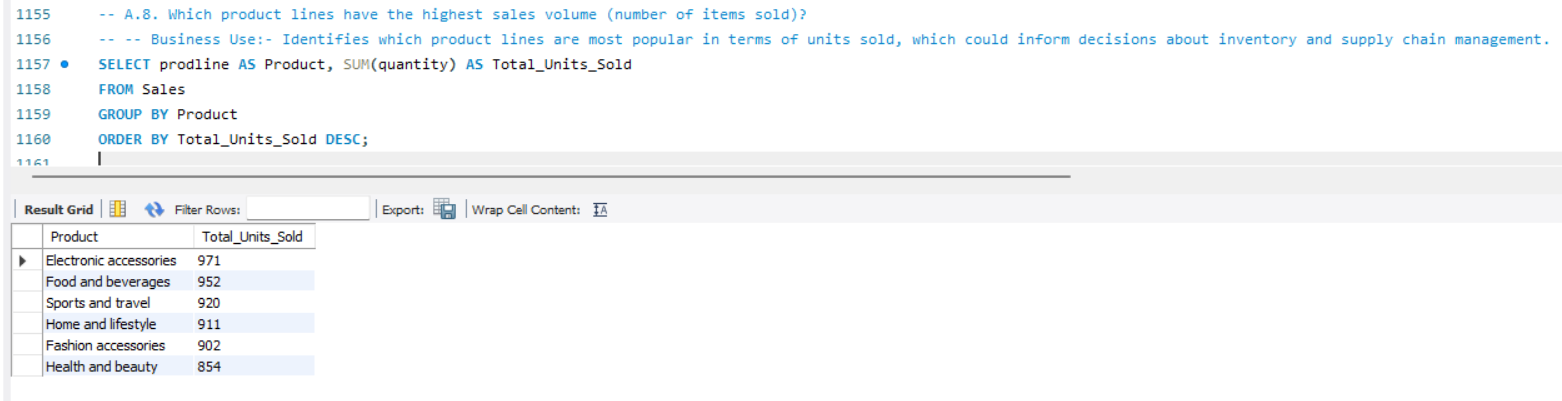 1155 -- A.8. Which product lines have the highest sales volume (number of items sold)?
1156 -- -- Business Use:- Identifies which product lines are most popular in terms of units sold, which could inform decisions about inventory and supply chain management.
1157 SELECT prodline AS Product, SUM(quantity) AS Total_Units_Sold
1158 FROM Sales
1159 GROUP BY Product
1160 ORDER BY Total_Units_Sold DESC;
1161
Result Grid Filter Rows: Export: Wrap Cell Content: IA
Product Total_Units_Sold
Electronic accessories 971
Food and beverages 952
Sports and travel 920
Home and lifestyle 911
Fashion accessories 902
Health and beauty 854